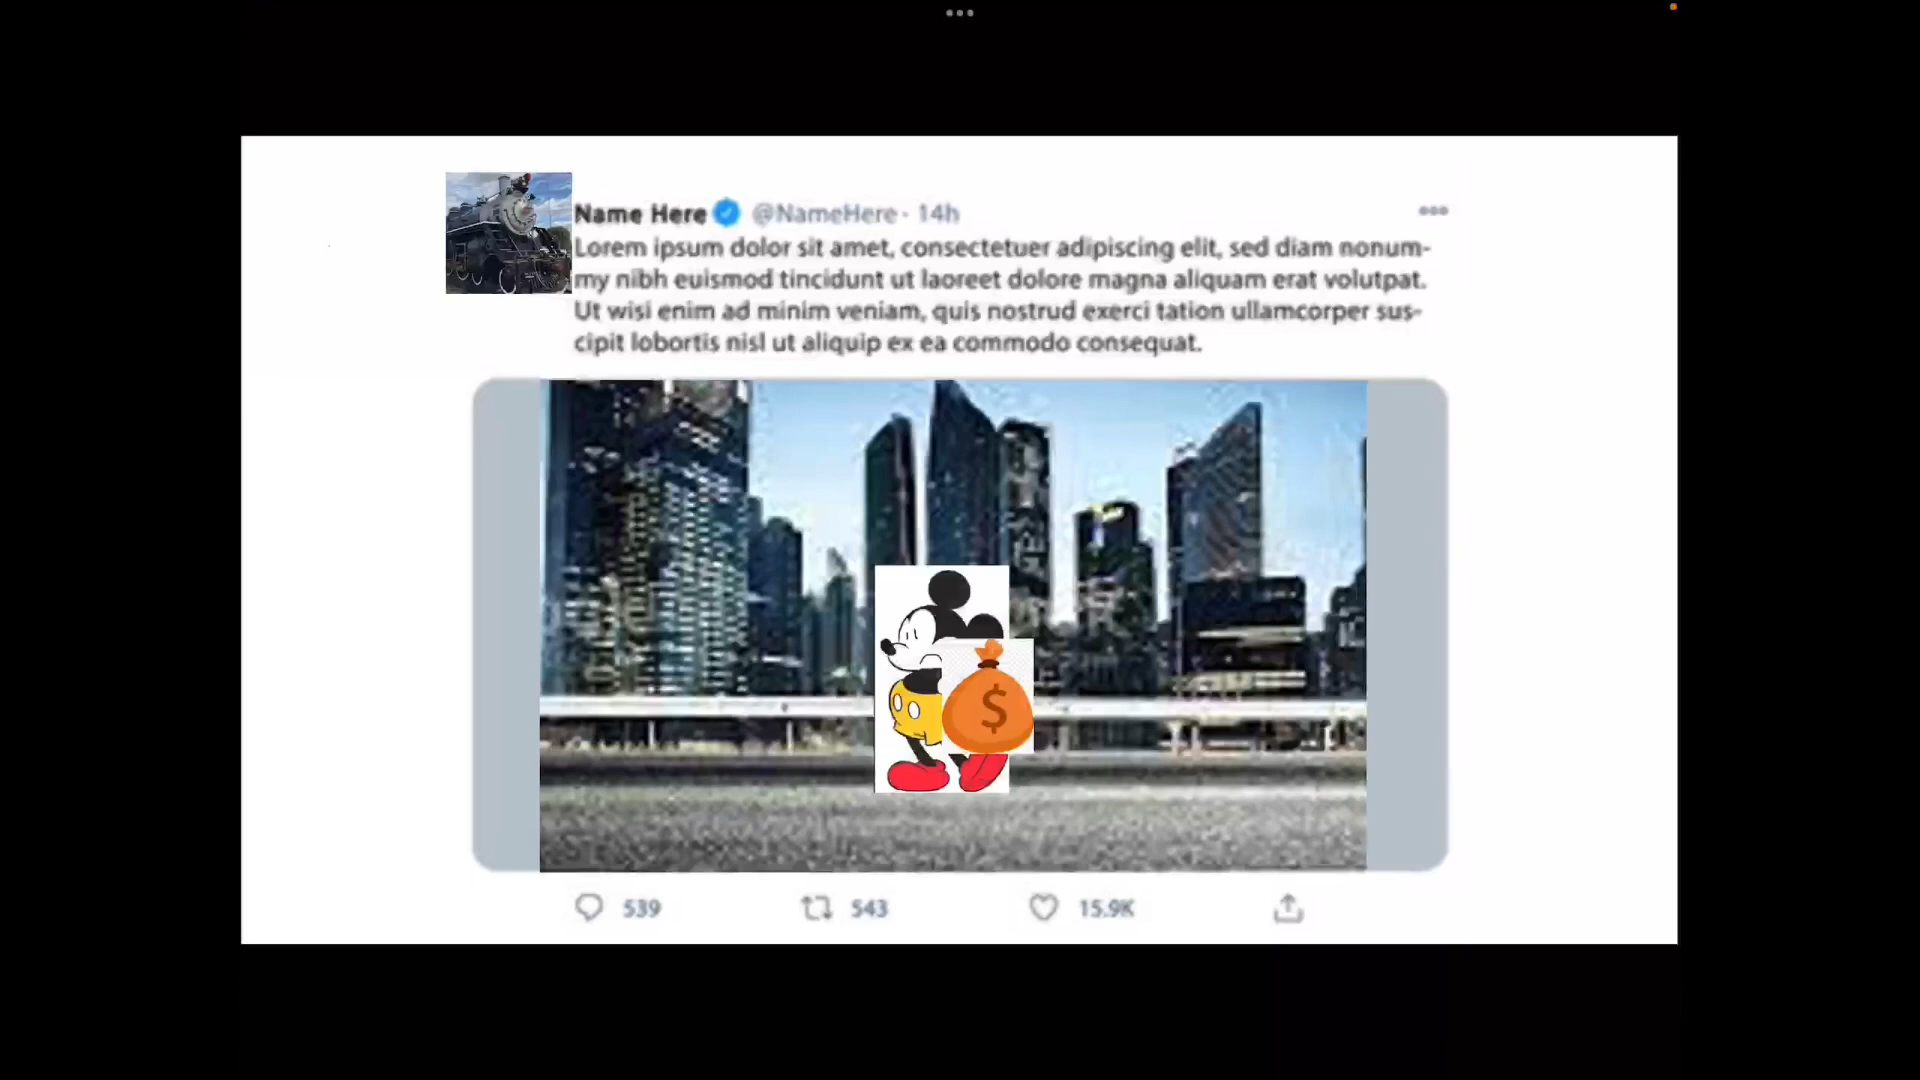 Name Here @NameHere · 14h
Lorem ipsum dolor sit amet, consectetuer adipiscing elit, sed diam nonum-
my nibh euismod tincidunt ut laoreet dolore magna aliquam erat volutpat.
Ut wisi enim ad minim veniam, quis nostrud exerci tation ullamcorper sus-
cipit lobortis nisl ut aliquip ex ea commodo consequat.
$
539 543 15.9K